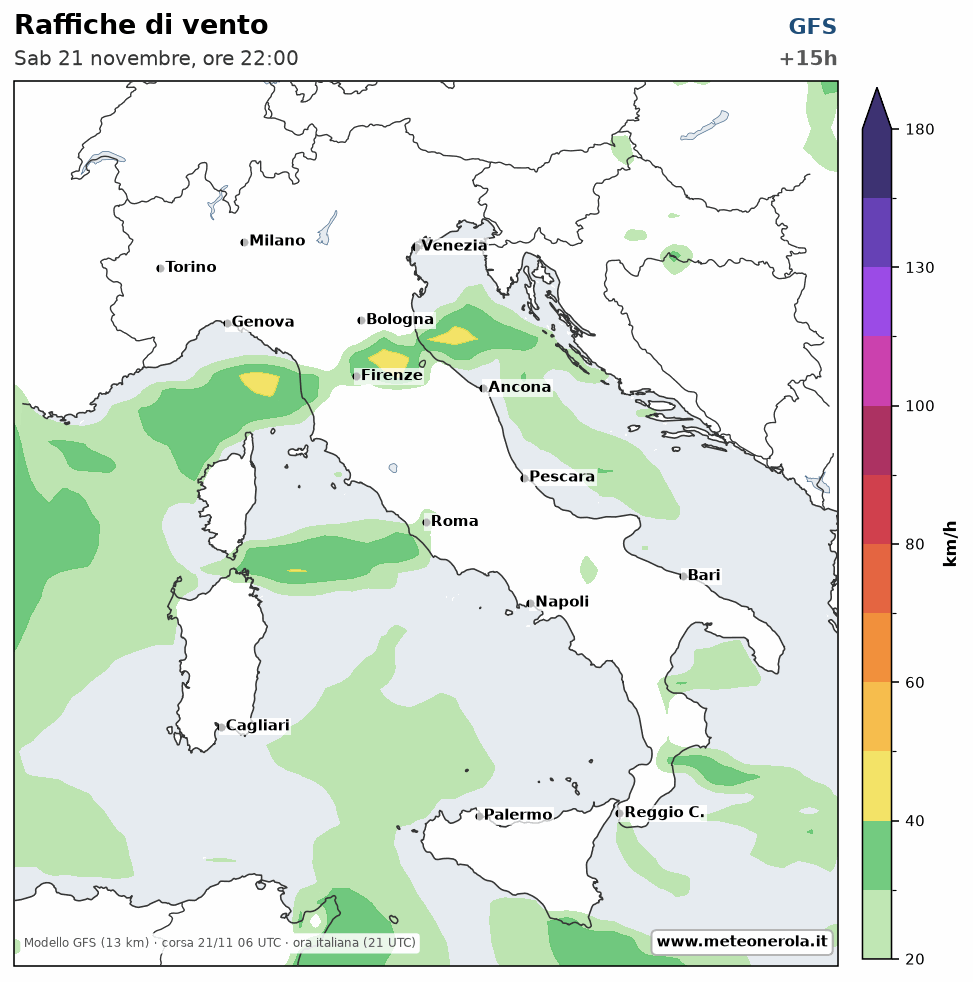 Raffiche di vento
GFS
Sab 21 novembre, ore 22:00
+15h
180
130
100
80
60
40
20
km/h
Milano
Venezia
Torino
Genova
Bologna
Firenze
Ancona
Pescara
Roma
Bari
Napoli
Cagliari
Palermo
Reggio C.
Modello GFS (13 km) · corsa 21/11 06 UTC · ora italiana (21 UTC)
www.meteonerola.it